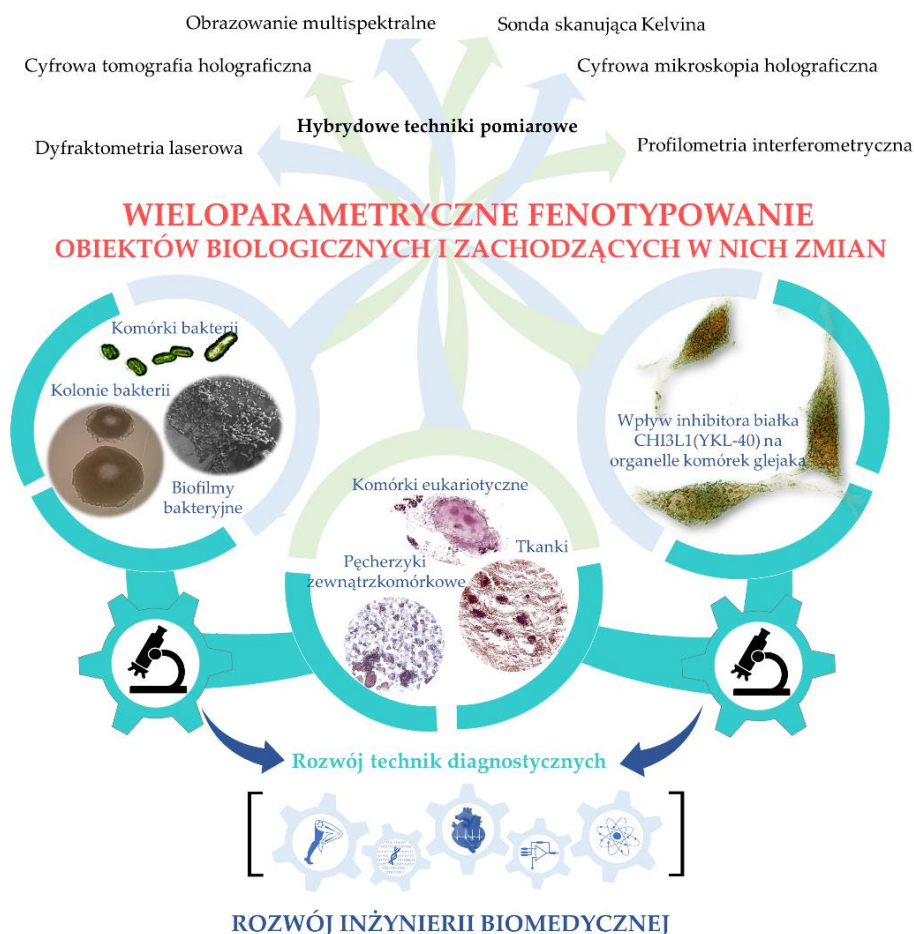 Obrazowanie multispektralne
Sonda skanująca Kelvina
Cyfrowa tomografia holograficzna
Cyfrowa mikroskopia holograficzna
Hybrydowe techniki pomiarowe
Dyfraktometria laserowa
Profilometria interferometryczna
WIELOPARAMETRYCZNE FENOTYPOWANIE
OBIEKTÓW BIOLOGICZNYCH I ZACHODZĄCYCH W NICH ZMIAN
Komórki bakterii
Kolonie bakterii
Biofilmy
bakteryjne
Komórki eukariotyczne
Pęcherzyki
zewnątrzkomórkowe
Tkanki
Wpływ inhibitora białka
CHI3L1(YKL-40) na
organelle komórek glejaka
Rozwój technik diagnostycznych
ROZWÓJ INŻYNIERII BIOMEDYCZNEJ